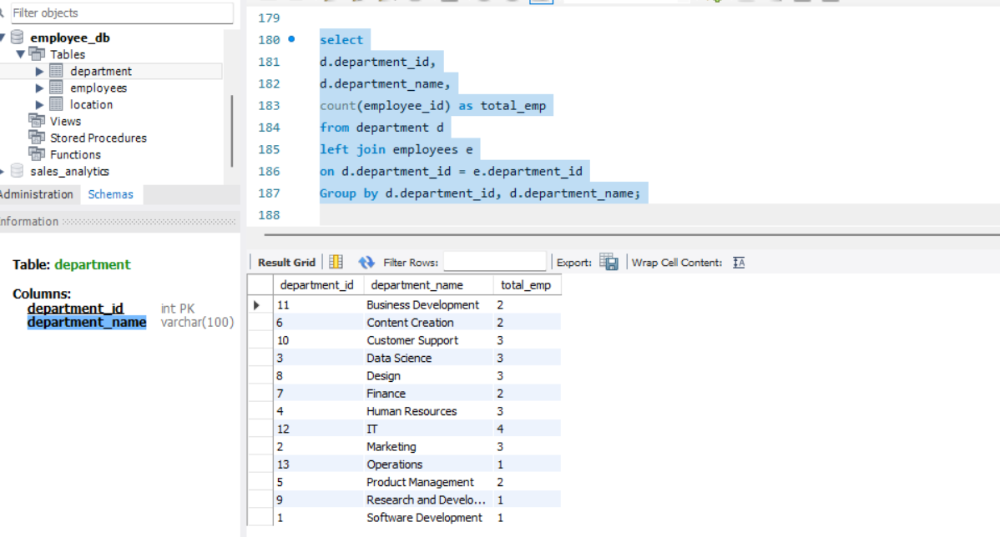 Filter objects
employee_db
Tables
department
employees
location
Views
Stored Procedures
Functions
sales_analytics
Administration Schemas
Information
Table: department
Columns:
department_id int PK
department_name varchar(100)
179
180 select
181 d.department_id,
182 d.department_name,
183 count(employee_id) as total_emp
184 from department d
185 left join employees e
186 on d.department_id = e.department_id
187 Group by d.department_id, d.department_name;
188
Result Grid Filter Rows: Export: Wrap Cell Content:
department_id department_name total_emp
11 Business Development 2
6 Content Creation 2
10 Customer Support 3
3 Data Science 3
8 Design 3
7 Finance 2
4 Human Resources 3
12 IT 4
2 Marketing 3
13 Operations 1
5 Product Management 2
9 Research and Develo... 1
1 Software Development 1